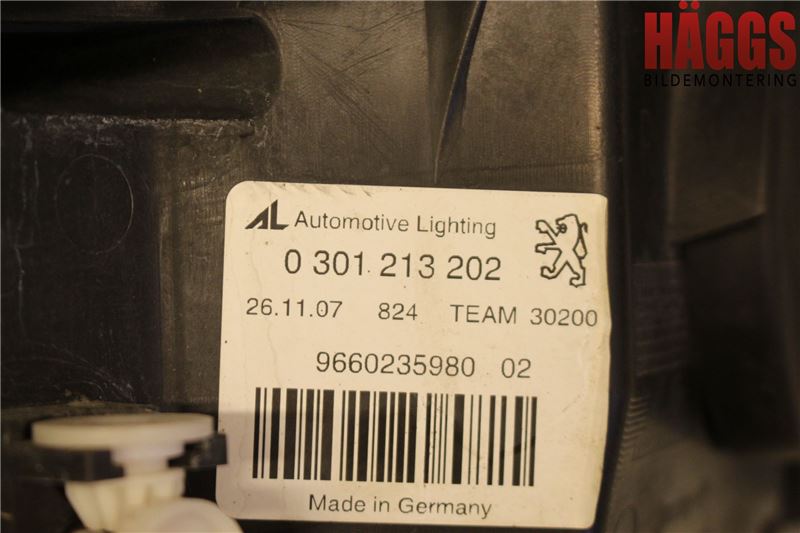 HÄGGS
BILDEMONTERING
AL Automotive Lighting
0 301 213 202
26.11.07 824 TEAM 30200
9660235980 02
Made in Germany